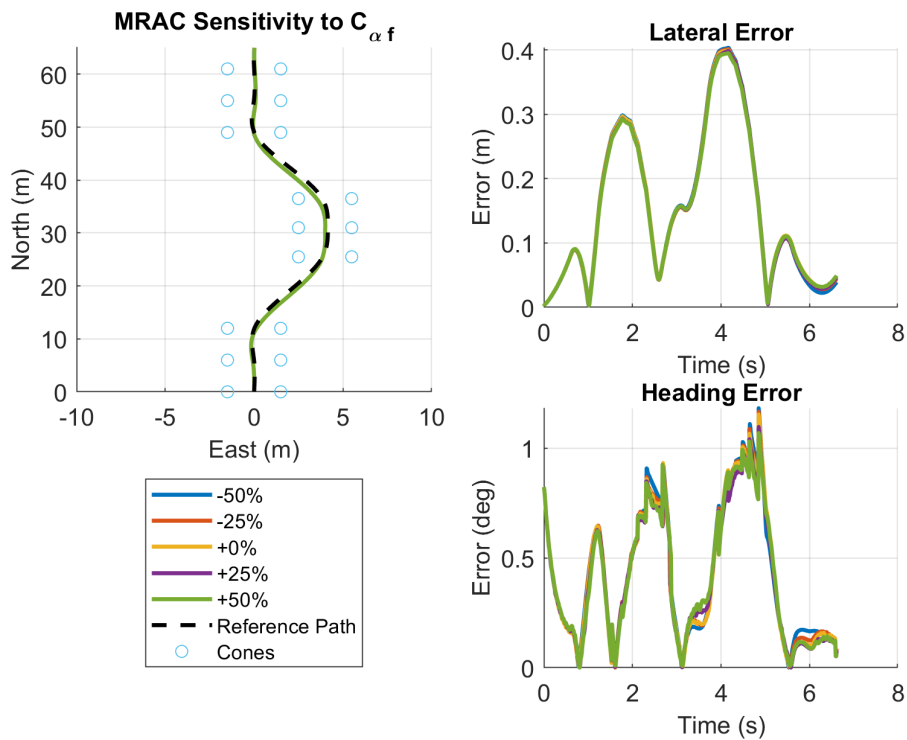 MRAC Sensitivity to C α f
60
50
40
30
20
10
0
North (m)
-10 -5 0 5 10
East (m)
-50%
-25%
+0%
+25%
+50%
Reference Path
Cones
Lateral Error
0.4
0.3
0.2
0.1
0
Error (m)
0 2 4 6 8
Time (s)
Heading Error
1
0.5
0
Error (deg)
0 2 4 6 8
Time (s)